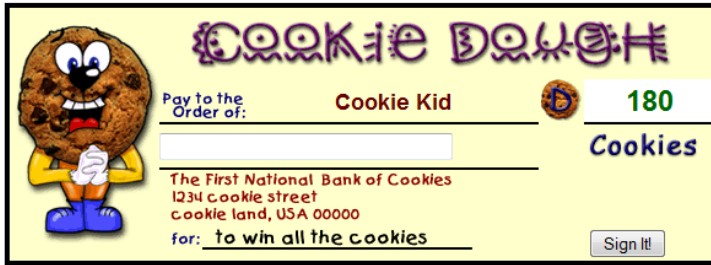 COOKiE DOUGH
Pay to the
Order of:
Cookie Kid
D
180
Cookies
The First National Bank of Cookies
1234 cookie street
cookie land, USA 00000
for: to win all the cookies
Sign It!